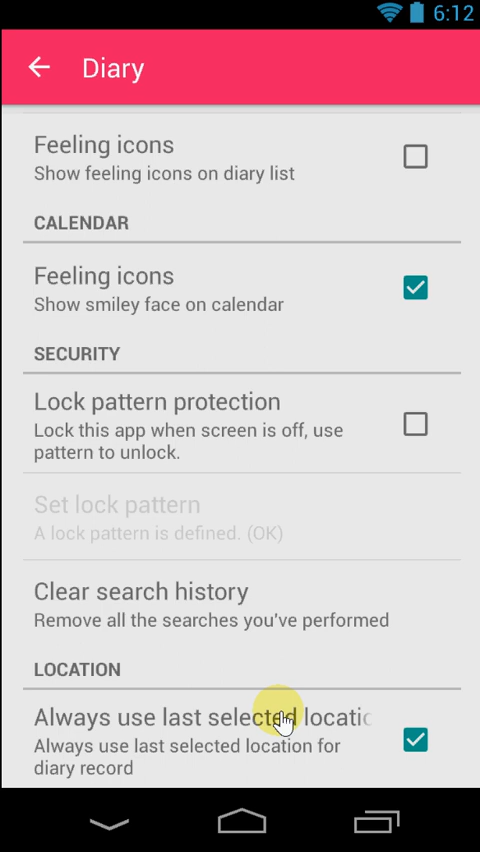 6:12
Diary
Feeling icons
Show feeling icons on diary list
CALENDAR
Feeling icons
Show smiley face on calendar
SECURITY
Lock pattern protection
Lock this app when screen is off, use
pattern to unlock.
Set lock pattern
A lock pattern is defined. (OK)
Clear search history
Remove all the searches you've performed
LOCATION
Always use last selected locatio
Always use last selected location for
diary record